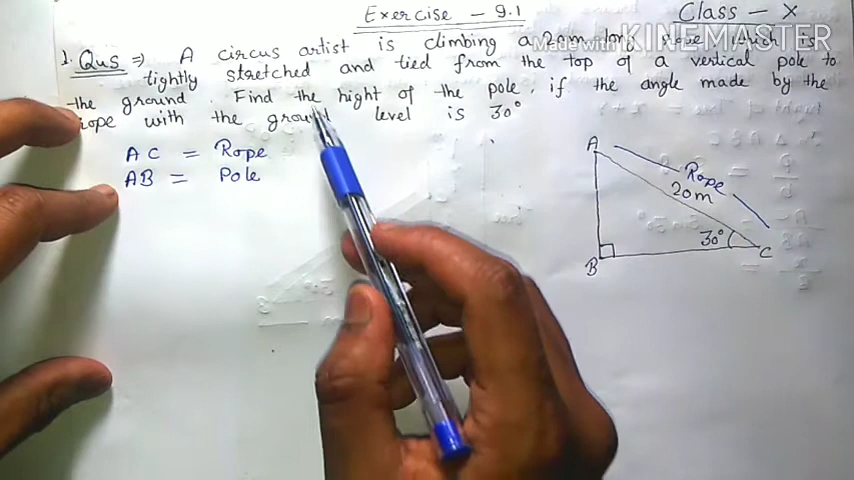 Exercise - 9.1
Class - X
1. Qus ⇒ A circus artist is climbing a 20m long
Made with KINEMASTER
tightly stretched and tied from the top of a vertical pole to
the ground. Find the hight of the pole, if the angle made by the
rope with the ground level is 30°
AC = Rope
AB = Pole
A
Rope
20m
30°
B
C